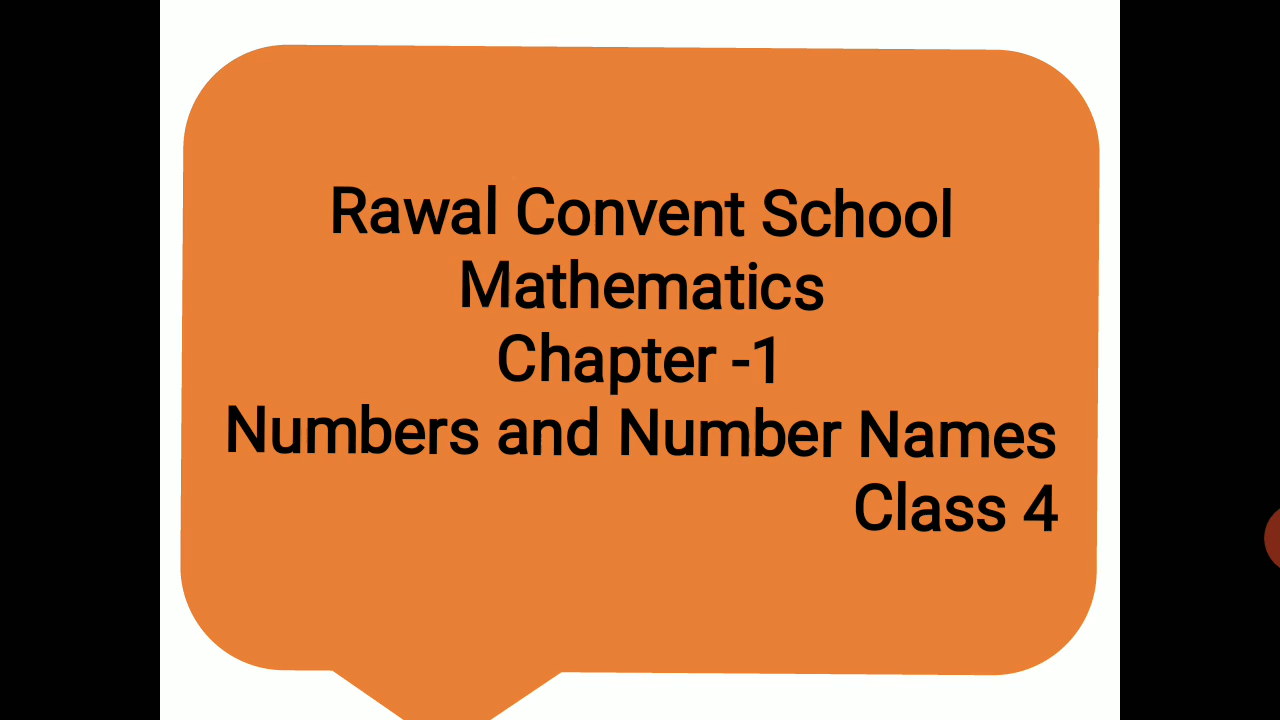 Rawal Convent School
Mathematics
Chapter -1
Numbers and Number Names
Class 4